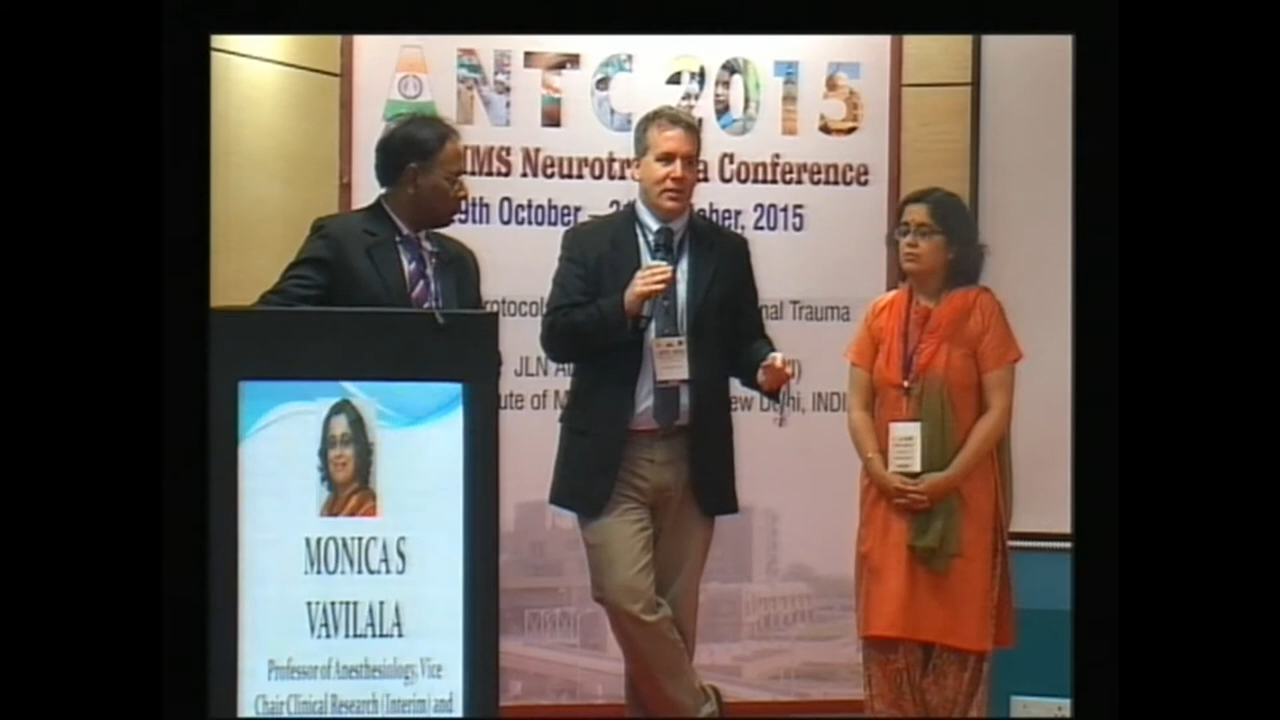 ANTC 2015
IMS Neurotr a Conference
9th October – ber, 2015
rotocol nal Trauma
JLN
ute of M ew Delhi, INDI
MONICA S
VAVILALA
Professor of Anesthesiology, Vice
Chair Clinical Research (Interim) and